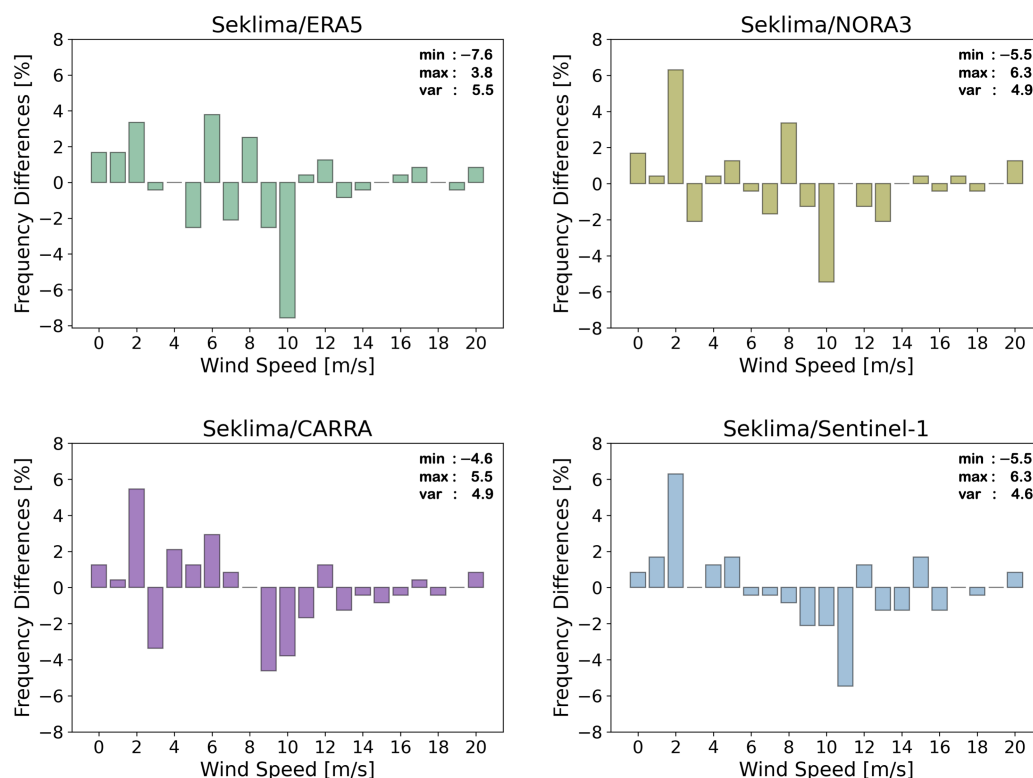 Seklima/ERA5
8
6
4
2
0
−2
−4
−6
−8
Frequency Differences [%]
min : −7.6
max : 3.8
var : 5.5
0 2 4 6 8 10 12 14 16 18 20
Wind Speed [m/s]
Seklima/NORA3
8
6
4
2
0
−2
−4
−6
−8
Frequency Differences [%]
min : −5.5
max : 6.3
var : 4.9
0 2 4 6 8 10 12 14 16 18 20
Wind Speed [m/s]
Seklima/CARRA
8
6
4
2
0
−2
−4
−6
−8
Frequency Differences [%]
min : −4.6
max : 5.5
var : 4.9
0 2 4 6 8 10 12 14 16 18 20
Wind Speed [m/s]
Seklima/Sentinel-1
8
6
4
2
0
−2
−4
−6
−8
Frequency Differences [%]
min : −5.5
max : 6.3
var : 4.6
0 2 4 6 8 10 12 14 16 18 20
Wind Speed [m/s]